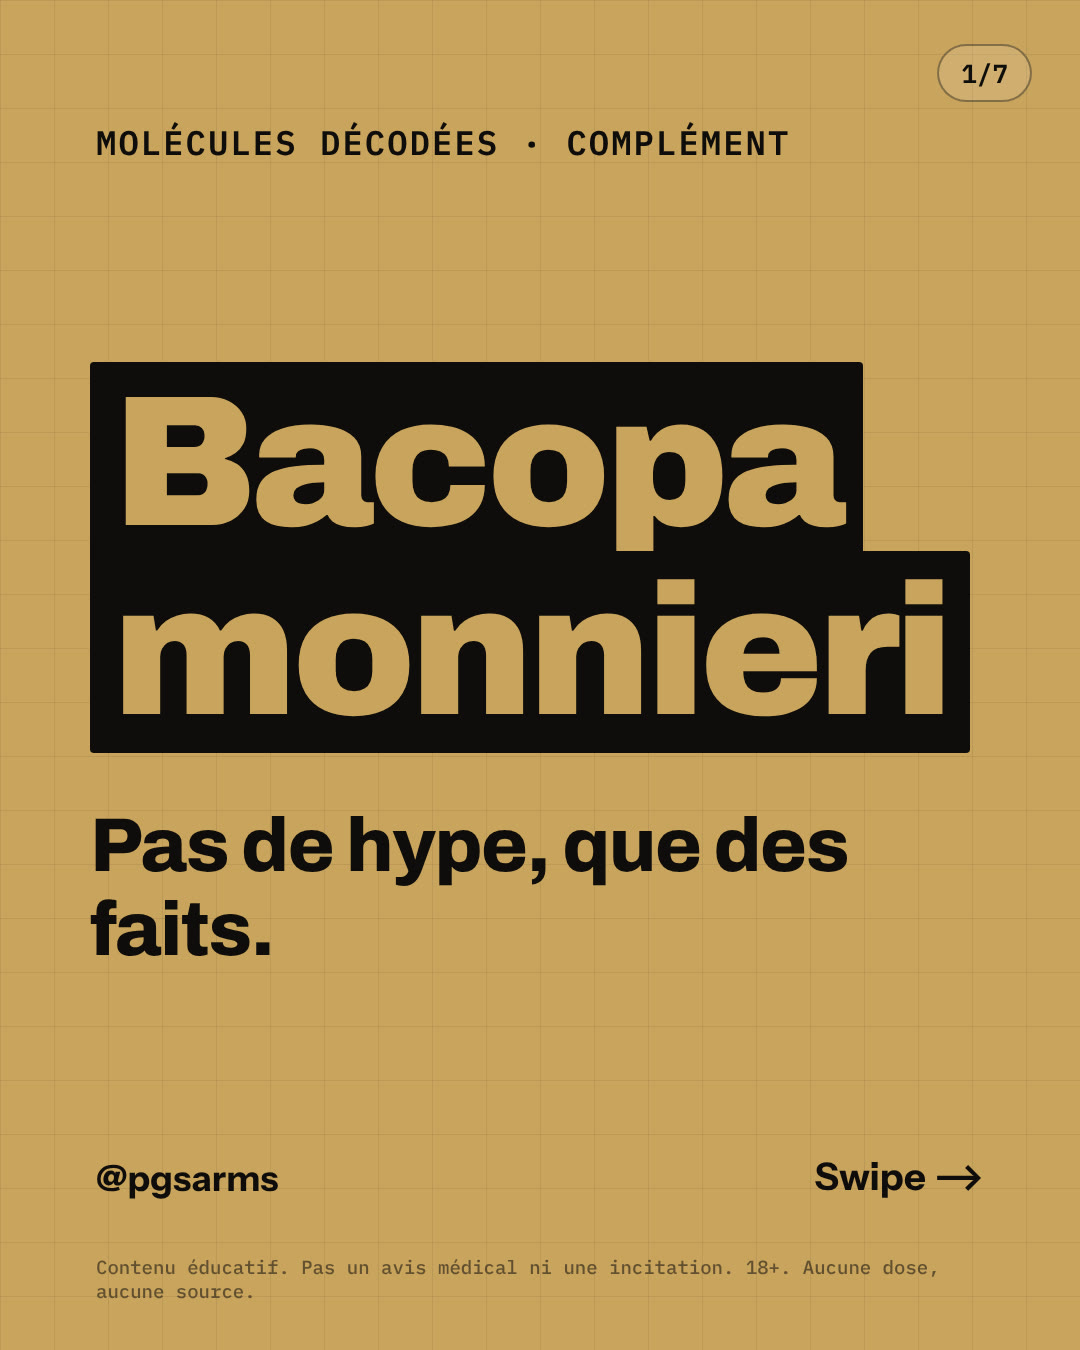 1/7
MOLÉCULES DÉCODÉES · COMPLÉMENT
Bacopa
monnieri
Pas de hype, que des
faits.
@pgsarms
Swipe →
Contenu éducatif. Pas un avis médical ni une incitation. 18+. Aucune dose,
aucune source.